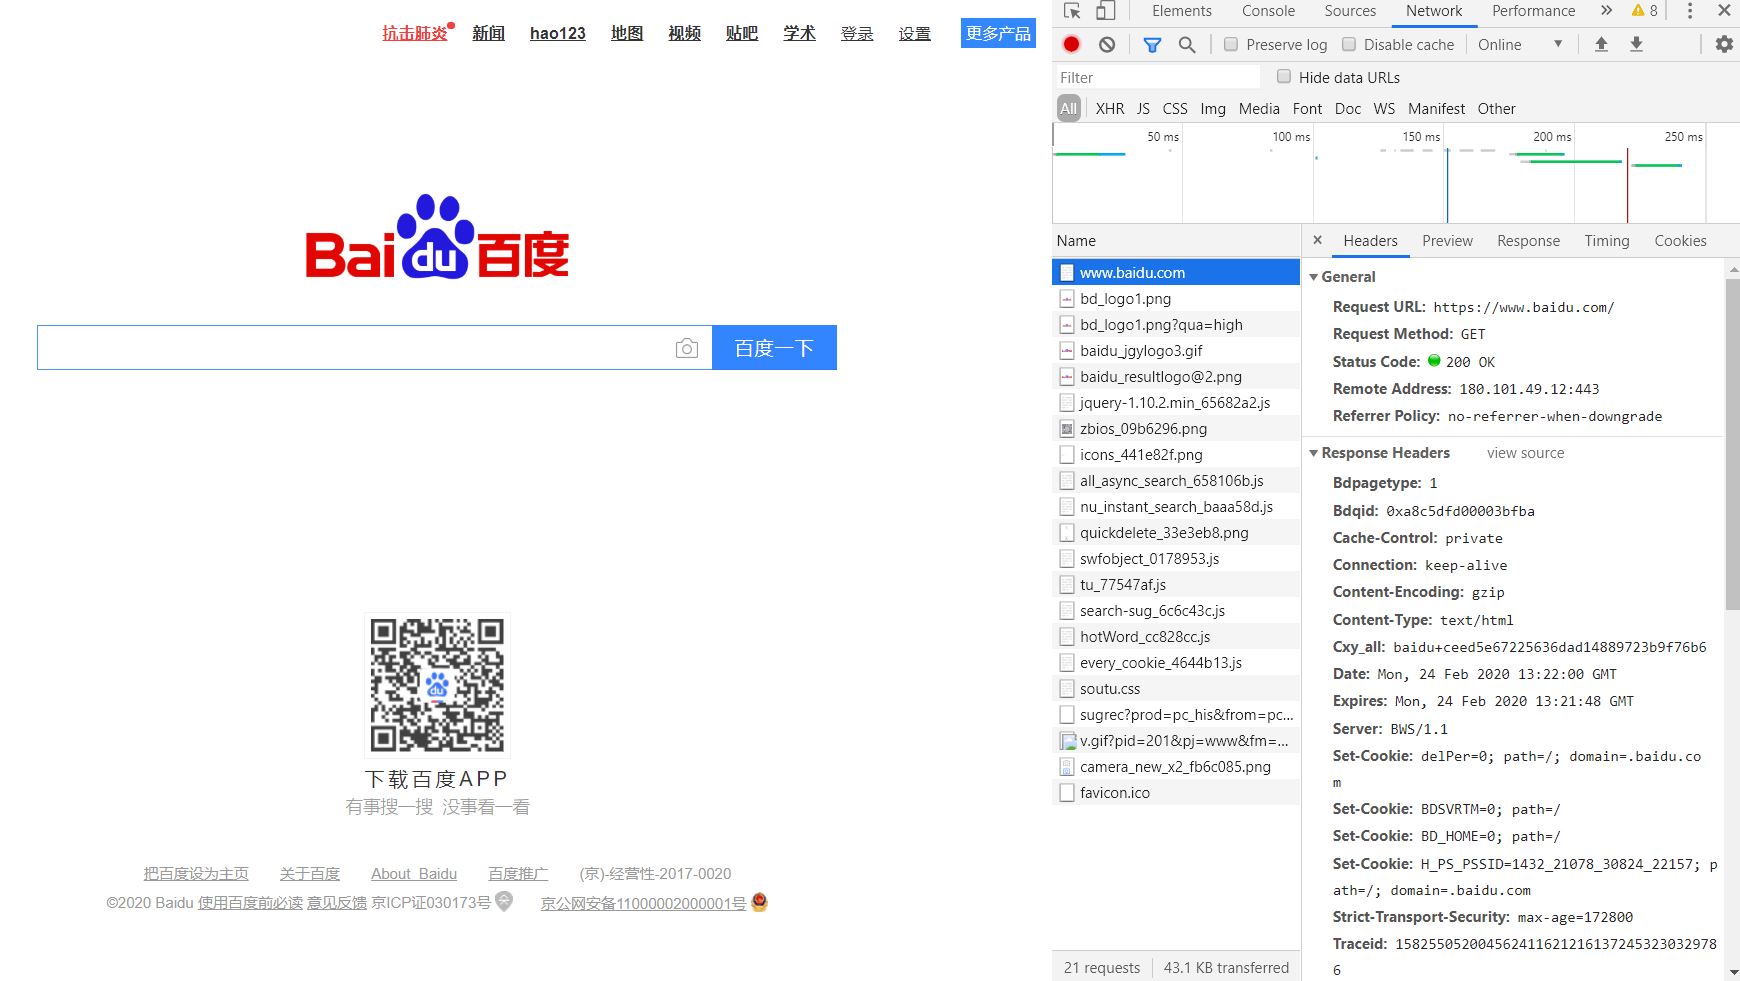 抗击肺炎 新闻 hao123 地图 视频 贴吧 学术 登录 设置 更多产品
Bai du 百度
百度一下
du
下载百度APP
有事搜一搜 没事看一看
把百度设为主页 关于百度 About Baidu 百度推广 (京)-经营性-2017-0020
©2020 Baidu 使用百度前必读 意见反馈 京ICP证030173号 京公网安备11000002000001号
Elements Console Sources Network Performance » 8
Preserve log Disable cache Online
Filter Hide data URLs
All XHR JS CSS Img Media Font Doc WS Manifest Other
50 ms 100 ms 150 ms 200 ms 250 ms
Name
www.baidu.com
bd_logo1.png
bd_logo1.png?qua=high
baidu_jgylogo3.gif
baidu_resultlogo@2.png
jquery-1.10.2.min_65682a2.js
zbios_09b6296.png
icons_441e82f.png
all_async_search_658106b.js
nu_instant_search_baaa58d.js
quickdelete_33e3eb8.png
swfobject_0178953.js
tu_77547af.js
search-sug_6c6c43c.js
hotWord_cc828cc.js
every_cookie_4644b13.js
soutu.css
sugrec?prod=pc_his&from=pc...
v.gif?pid=201&pj=www&fm=...
camera_new_x2_fb6c085.png
favicon.ico
21 requests 43.1 KB transferred
× Headers Preview Response Timing Cookies
General
Request URL: https://www.baidu.com/
Request Method: GET
Status Code: 200 OK
Remote Address: 180.101.49.12:443
Referrer Policy: no-referrer-when-downgrade
Response Headers view source
Bdpagetype: 1
Bdqid: 0xa8c5dfd00003bfba
Cache-Control: private
Connection: keep-alive
Content-Encoding: gzip
Content-Type: text/html
Cxy_all: baidu+ceed5e67225636dad14889723b9f76b6
Date: Mon, 24 Feb 2020 13:22:00 GMT
Expires: Mon, 24 Feb 2020 13:21:48 GMT
Server: BWS/1.1
Set-Cookie: delPer=0; path=/; domain=.baidu.co
m
Set-Cookie: BDSVRTM=0; path=/
Set-Cookie: BD_HOME=0; path=/
Set-Cookie: H_PS_PSSID=1432_21078_30824_22157; p
ath=/; domain=.baidu.com
Strict-Transport-Security: max-age=172800
Traceid: 158255052004562411621216137245323032978
6